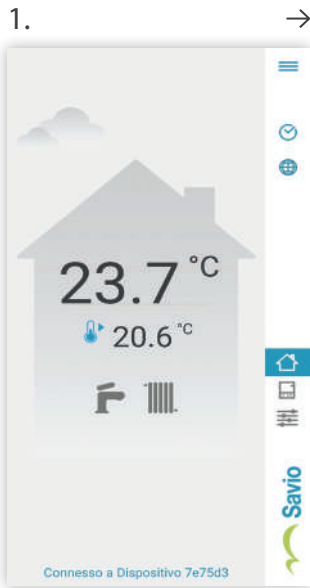 1. →
23.7 °C
20.6 °C
Savio
Connesso a Dispositivo 7e75d3